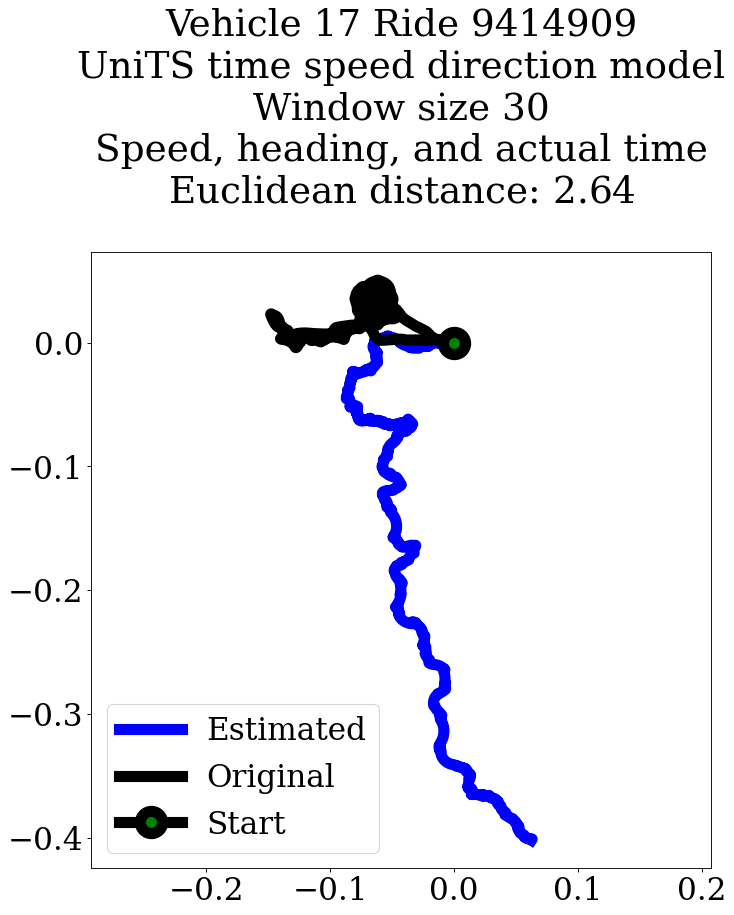 Vehicle 17 Ride 9414909
UniTS time speed direction model
Window size 30
Speed, heading, and actual time
Euclidean distance: 2.64
0.0
−0.1
−0.2
−0.3
−0.4
Estimated
Original
Start
−0.2 −0.1 0.0 0.1 0.2